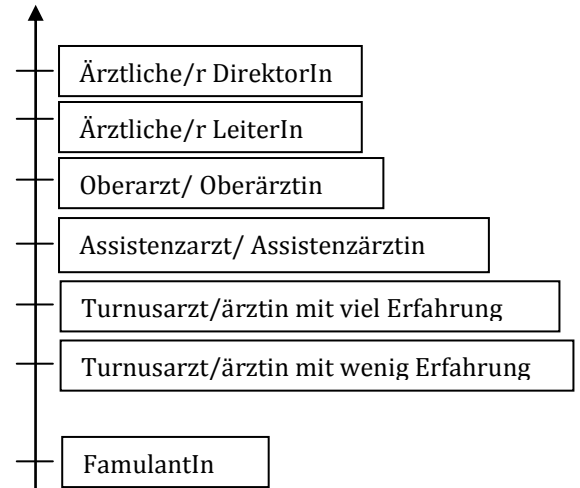 Ärztliche/r DirektorIn
Ärztliche/r LeiterIn
Oberarzt/ Oberärztin
Assistenzarzt/ Assistenzärztin
Turnusarzt/ärztin mit viel Erfahrung
Turnusarzt/ärztin mit wenig Erfahrung
FamulantIn